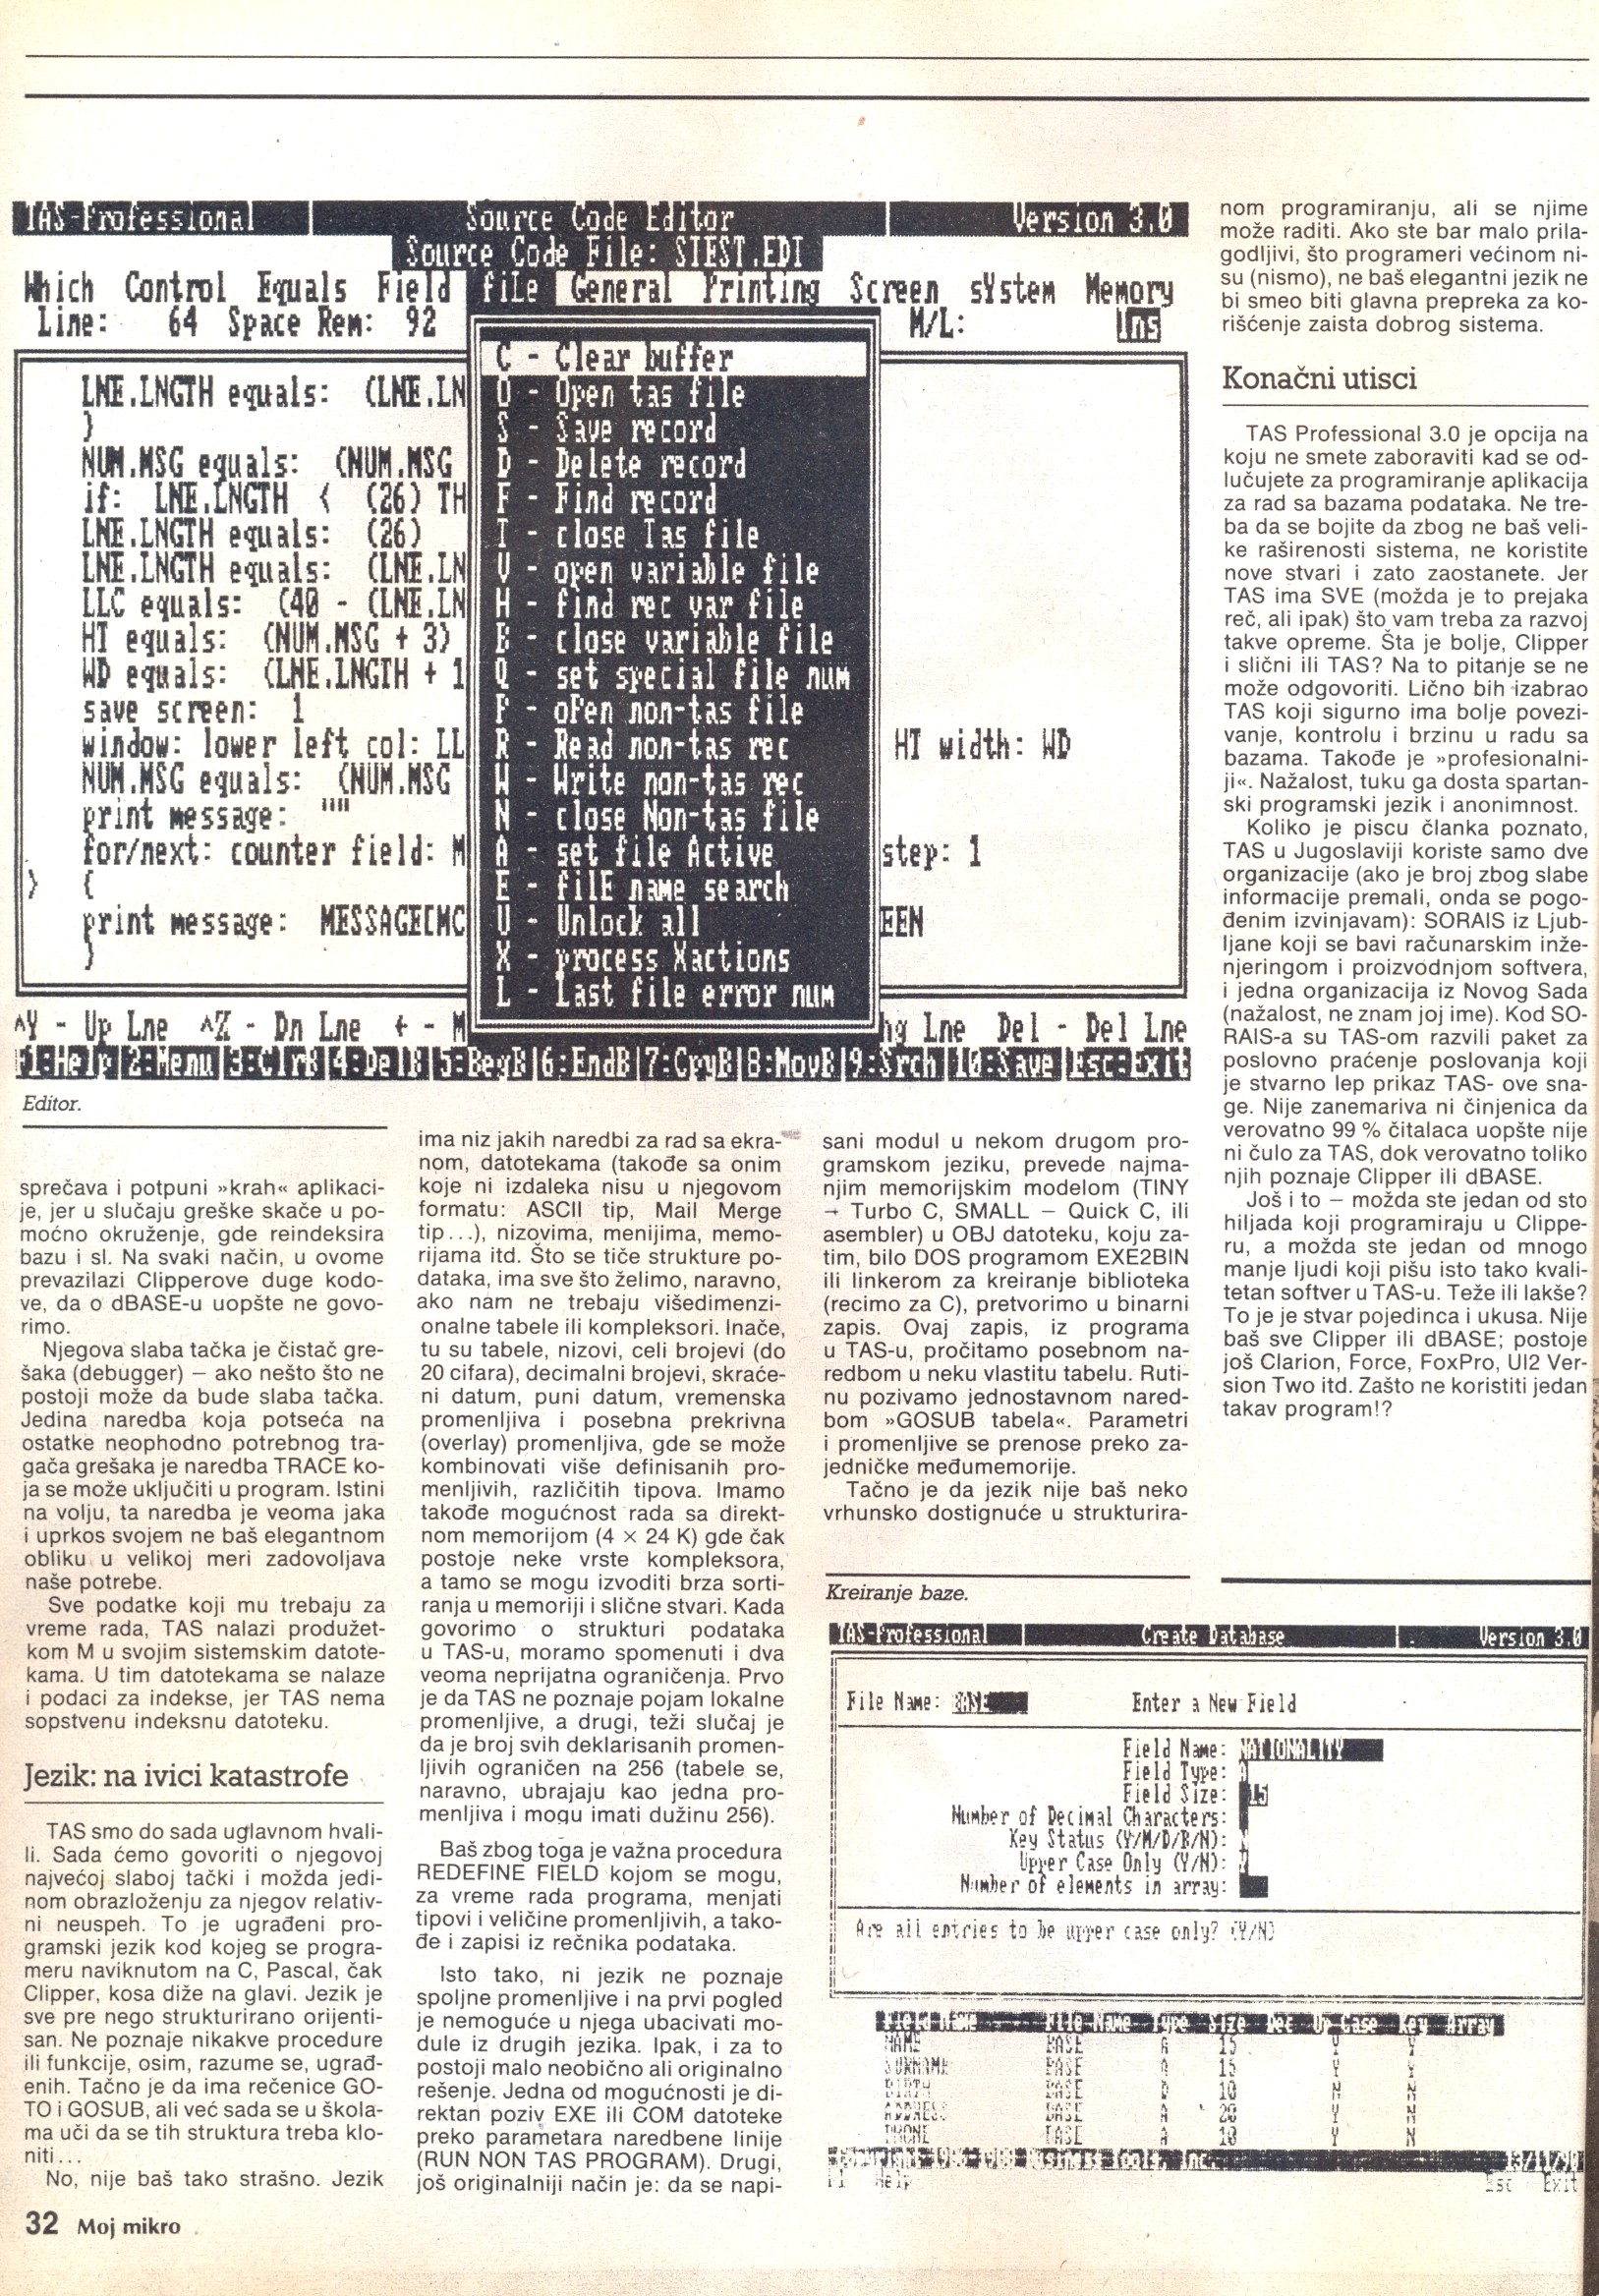 TAS-Professional Source Code Editor Version 3.0
Source Code File: STEST.EDI
Which Control Equals Field fiLe General Printing Screen sYstem Memory
Line: 64 Space Rem: 92 M/L: Ins
LNE.LNGTH equals: (LNE.LN
}
NUM.MSG equals: (NUM.MSG
if: LNE.LNGTH < (26) TH
LNE.LNGTH equals: (26)
LNE.LNGTH equals: (LNE.LN
LLC equals: (40 - (LNE.LN
HI equals: (NUM.MSG + 3)
WD equals: (LNE.LNGTH + 1
save screen: 1
window: lower left col: LL HI width: WD
NUM.MSG equals: (NUM.MSG
print message: ""
for/next: counter field: M step: 1
> {
print message: MESSAGE[MC EEN
}
C - Clear buffer
O - Open tas file
S - Save record
D - Delete record
F - Find record
T - close Tas file
V - open variable file
H - find rec var file
B - close variable file
Q - set special file num
P - oPen non-tas file
R - Read non-tas rec
W - Write non-tas rec
N - close Non-tas file
A - set file Active
E - filE name search
U - Unlock all
X - process Xactions
L - Last file error num
^Y - Up Lne ^Z - Dn Lne ← - M hg Lne Del - Del Lne
F1:Help 2:Menu 3:ClrB 4:DelB 5:BegB 6:EndB 7:CpyB 8:MovB 9:Srch 10:Save Esc:Exit
Editor.
sprečava i potpuni »krah« aplikaci-
je, jer u slučaju greške skače u po-
moćno okruženje, gde reindeksira
bazu i sl. Na svaki način, u ovome
prevazilazi Clipperove duge kodo-
ve, da o dBASE-u uopšte ne govo-
rimo.
Njegova slaba tačka je čistač gre-
šaka (debugger) — ako nešto što ne
postoji može da bude slaba tačka.
Jedina naredba koja potseća na
ostatke neophodno potrebnog tra-
gača grešaka je naredba TRACE ko-
ja se može uključiti u program. Istini
na volju, ta naredba je veoma jaka
i uprkos svojem ne baš elegantnom
obliku u velikoj meri zadovoljava
naše potrebe.
Sve podatke koji mu trebaju za
vreme rada, TAS nalazi produžet-
kom M u svojim sistemskim datote-
kama. U tim datotekama se nalaze
i podaci za indekse, jer TAS nema
sopstvenu indeksnu datoteku.
Jezik: na ivici katastrofe
TAS smo do sada uglavnom hvali-
li. Sada ćemo govoriti o njegovoj
najvećoj slaboj tački i možda jedi-
nom obrazloženju za njegov relativ-
ni neuspeh. To je ugrađeni pro-
gramski jezik kod kojeg se progra-
meru naviknutom na C, Pascal, čak
Clipper, kosa diže na glavi. Jezik je
sve pre nego strukturirano orijenti-
san. Ne poznaje nikakve procedure
ili funkcije, osim, razume se, ugrađ-
enih. Tačno je da ima rečenice GO-
TO i GOSUB, ali već sada se u škola-
ma uči da se tih struktura treba klo-
niti...
No, nije baš tako strašno. Jezik
ima niz jakih naredbi za rad sa ekra-
nom, datotekama (takođe sa onim
koje ni izdaleka nisu u njegovom
formatu: ASCII tip, Mail Merge
tip...), nizovima, menijima, memo-
rijama itd. Što se tiče strukture po-
dataka, ima sve što želimo, naravno,
ako nam ne trebaju višedimenzi-
onalne tabele ili kompleksori. Inače,
tu su tabele, nizovi, celi brojevi (do
20 cifara), decimalni brojevi, skraće-
ni datum, puni datum, vremenska
promenljiva i posebna prekrivna
(overlay) promenljiva, gde se može
kombinovati više definisanih pro-
menljivih, različitih tipova. Imamo
takođe mogućnost rada sa direkt-
nom memorijom (4 × 24 K) gde čak
postoje neke vrste kompleksora,
a tamo se mogu izvoditi brza sorti-
ranja u memoriji i slične stvari. Kada
govorimo o strukturi podataka
u TAS-u, moramo spomenuti i dva
veoma neprijatna ograničenja. Prvo
je da TAS ne poznaje pojam lokalne
promenljive, a drugi, teži slučaj je
da je broj svih deklarisanih promen-
ljivih ograničen na 256 (tabele se,
naravno, ubrajaju kao jedna pro-
menljiva i mogu imati dužinu 256).
Baš zbog toga je važna procedura
REDEFINE FIELD kojom se mogu,
za vreme rada programa, menjati
tipovi i veličine promenljivih, a tako-
đe i zapisi iz rečnika podataka.
Isto tako, ni jezik ne poznaje
spoljne promenljive i na prvi pogled
je nemoguće u njega ubacivati mo-
dule iz drugih jezika. Ipak, i za to
postoji malo neobično ali originalno
rešenje. Jedna od mogućnosti je di-
rektan poziv EXE ili COM datoteke
preko parametara naredbene linije
(RUN NON TAS PROGRAM). Drugi,
još originalniji način je: da se napi-
sani modul u nekom drugom pro-
gramskom jeziku, prevede najma-
njim memorijskim modelom (TINY
→ Turbo C, SMALL — Quick C, ili
asembler) u OBJ datoteku, koju za-
tim, bilo DOS programom EXE2BIN
ili linkerom za kreiranje biblioteka
(recimo za C), pretvorimo u binarni
zapis. Ovaj zapis, iz programa
u TAS-u, pročitamo posebnom na-
redbom u neku vlastitu tabelu. Ruti-
nu pozivamo jednostavnom nared-
bom »GOSUB tabela«. Parametri
i promenljive se prenose preko za-
jedničke međumemorije.
Tačno je da jezik nije baš neko
vrhunsko dostignuće u strukturira-
nom programiranju, ali se njime
može raditi. Ako ste bar malo prila-
godljivi, što programeri većinom ni-
su (nismo), ne baš elegantni jezik ne
bi smeo biti glavna prepreka za ko-
rišćenje zaista dobrog sistema.
Konačni utisci
TAS Professional 3.0 je opcija na
koju ne smete zaboraviti kad se od-
lučujete za programiranje aplikacija
za rad sa bazama podataka. Ne tre-
ba da se bojite da zbog ne baš veli-
ke raširenosti sistema, ne koristite
nove stvari i zato zaostanete. Jer
TAS ima SVE (možda je to prejaka
reč, ali ipak) što vam treba za razvoj
takve opreme. Šta je bolje, Clipper
i slični ili TAS? Na to pitanje se ne
može odgovoriti. Lično bih izabrao
TAS koji sigurno ima bolje povezi-
vanje, kontrolu i brzinu u radu sa
bazama. Takođe je »profesionalni-
ji«. Nažalost, tuku ga dosta spartan-
ski programski jezik i anonimnost.
Koliko je piscu članka poznato,
TAS u Jugoslaviji koriste samo dve
organizacije (ako je broj zbog slabe
informacije premali, onda se pogo-
đenim izvinjavam): SORAIS iz Ljub-
ljane koji se bavi računarskim inže-
njeringom i proizvodnjom softvera,
i jedna organizacija iz Novog Sada
(nažalost, ne znam joj ime). Kod SO-
RAIS-a su TAS-om razvili paket za
poslovno praćenje poslovanja koji
je stvarno lep prikaz TAS- ove sna-
ge. Nije zanemariva ni činjenica da
verovatno 99 % čitalaca uopšte nije
ni čulo za TAS, dok verovatno toliko
njih poznaje Clipper ili dBASE.
Još i to — možda ste jedan od sto
hiljada koji programiraju u Clippe-
ru, a možda ste jedan od mnogo
manje ljudi koji pišu isto tako kvali-
tetan softver u TAS-u. Teže ili lakše?
To je je stvar pojedinca i ukusa. Nije
baš sve Clipper ili dBASE; postoje
još Clarion, Force, FoxPro, UI2 Ver-
sion Two itd. Zašto ne koristiti jedan
takav program!?
Kreiranje baze.
TAS-Professional Create Database Version 3.0
File Name: BASE Enter a New Field
Field Name: NATIONALITY
Field Type: A
Field Size: 15
Number of Decimal Characters:
Key Status (Y/M/D/B/N): N
Upper Case Only (Y/N):
Number of elements in array:
Are all entries to be upper case only? (Y/N)
Field Name File Name Type Size Dec Up Case Key Array
NAME BASE A 15 Y Y
SURNAME BASE A 15 Y Y
BIRTH BASE D 10 N N
ADDRESS BASE A 20 Y N
PHONE BASE A 10 Y N
Copyright 1986-1988 Business Tools, Inc. 13/11/90
F1 Help Esc Exit
32 Moj mikro